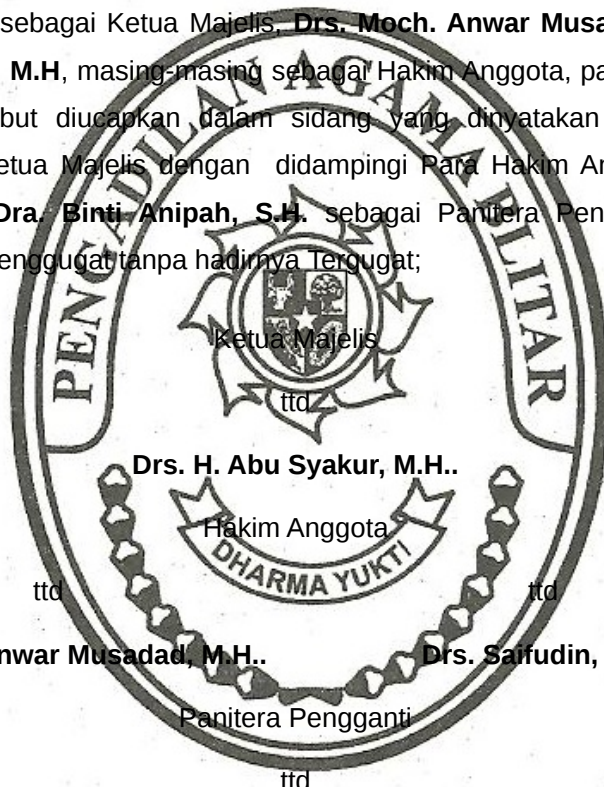 sebagai Ketua Majelis, Drs. Moch. Anwar Musa
M.H, masing-masing sebagai Hakim Anggota, pa
but diucapkan dalam sidang yang dinyatakan
etua Majelis dengan didampingi Para Hakim An
Dra. Binti Anipah, S.H. sebagai Panitera Pen
enggugat tanpa hadirnya Tergugat;
PENGADILAN AGAMA BLITAR
Ketua Majelis
ttd
Drs. H. Abu Syakur, M.H..
Hakim Anggota
DHARMA YUKTI
ttd ttd
nwar Musadad, M.H.. Drs. Saifudin,
Panitera Pengganti
ttd